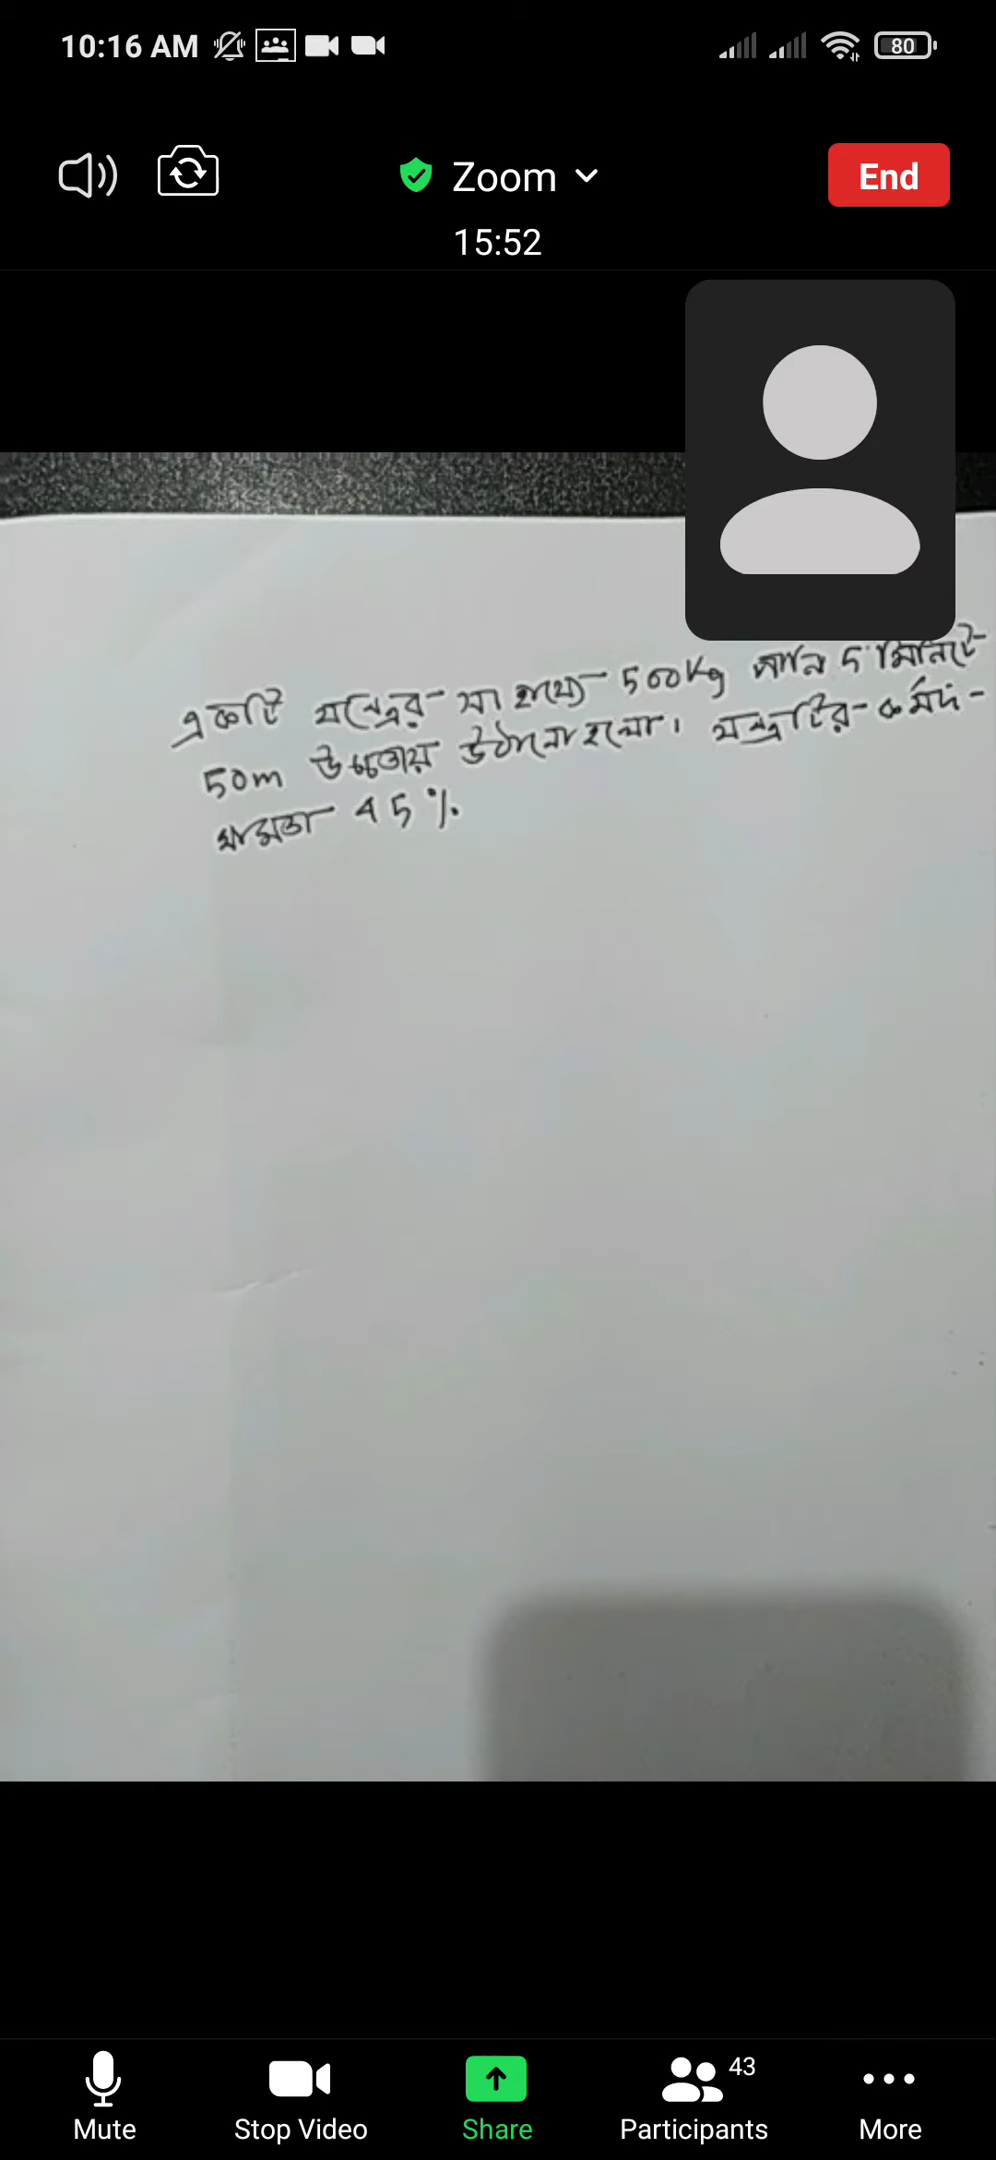 10:16 AM
80
Zoom
End
15:52
একটি যন্ত্রের সাহায্যে 500kg পানি 5 মিনিটে
50m উচ্চতায় উঠানো হলো। যন্ত্রটির কর্মদ-
ক্ষমতা 45%
Mute
Stop Video
Share
43
Participants
More